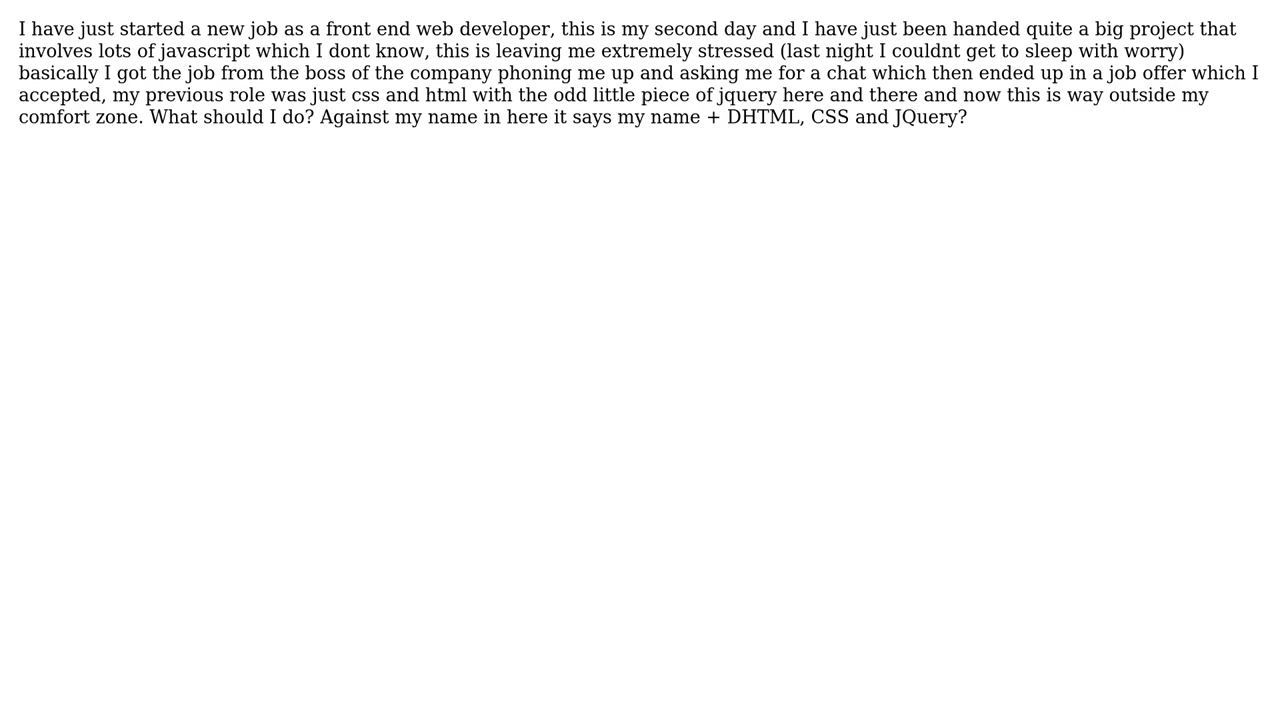 I have just started a new job as a front end web developer, this is my second day and I have just been handed quite a big project that
involves lots of javascript which I dont know, this is leaving me extremely stressed (last night I couldnt get to sleep with worry)
basically I got the job from the boss of the company phoning me up and asking me for a chat which then ended up in a job offer which I
accepted, my previous role was just css and html with the odd little piece of jquery here and there and now this is way outside my
comfort zone. What should I do? Against my name in here it says my name + DHTML, CSS and JQuery?